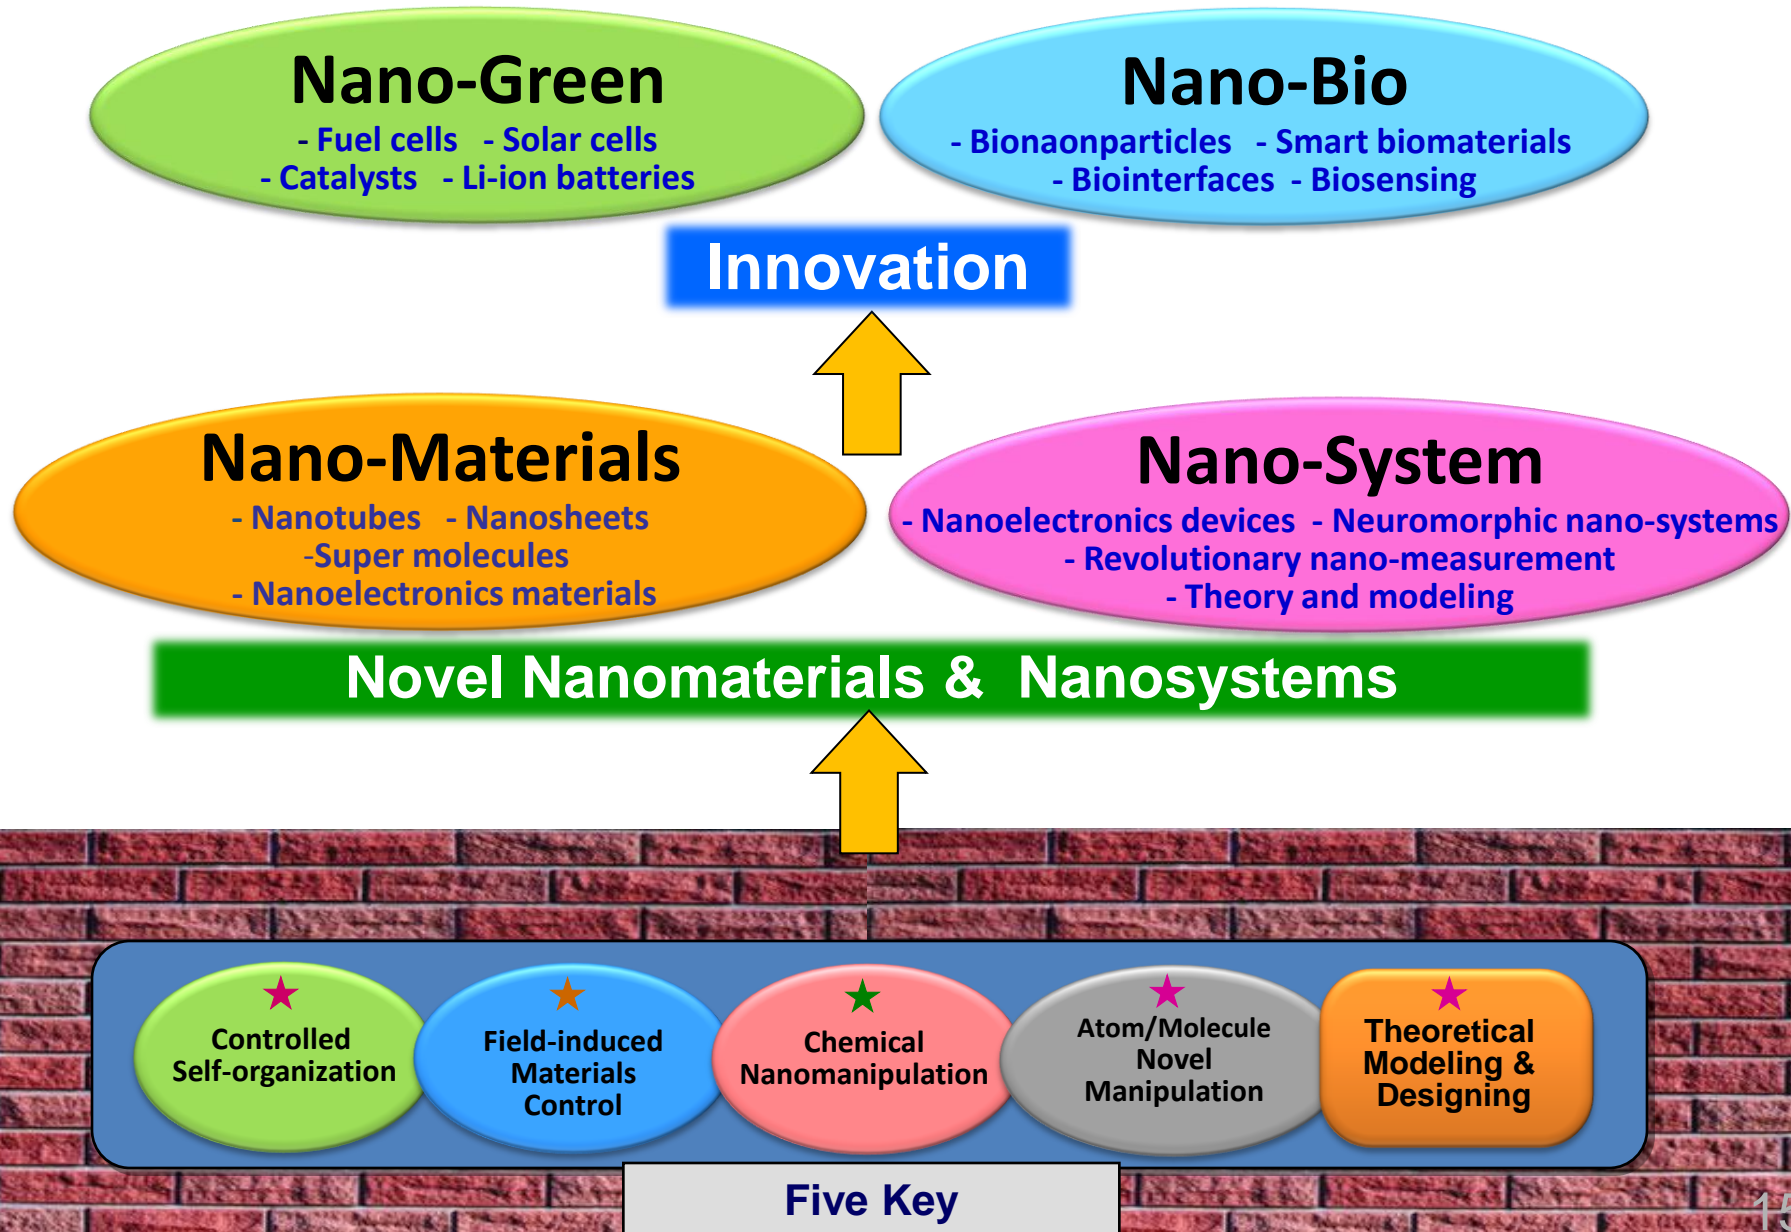 Nano-Green
- Fuel cells - Solar cells
- Catalysts - Li-ion batteries
Nano-Bio
- Bionaonparticles - Smart biomaterials
- Biointerfaces - Biosensing
Innovation
Nano-Materials
- Nanotubes - Nanosheets
-Super molecules
- Nanoelectronics materials
Nano-System
- Nanoelectronics devices - Neuromorphic nano-systems
- Revolutionary nano-measurement
- Theory and modeling
Novel Nanomaterials & Nanosystems
Controlled
Self-organization
Field-induced
Materials
Control
Chemical
Nanomanipulation
Atom/Molecule
Novel
Manipulation
Theoretical
Modeling &
Designing
Five Key
15